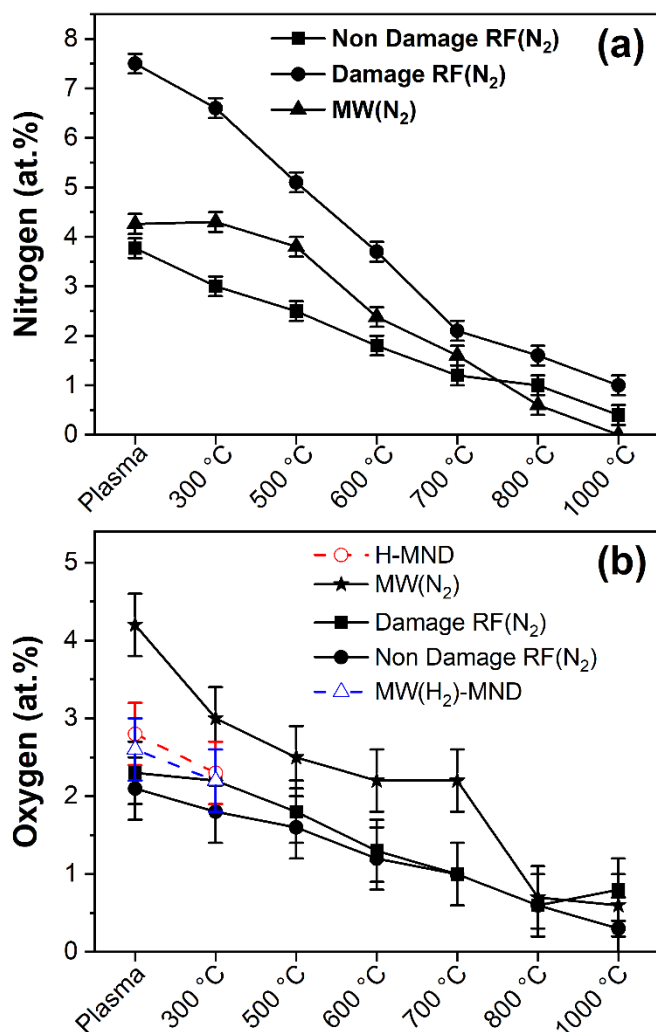 (a)
Non Damage RF(N₂)
Damage RF(N₂)
MW(N₂)
Nitrogen (at.%)
8
7
6
5
4
3
2
1
0
Plasma
300 °C
500 °C
600 °C
700 °C
800 °C
1000 °C
(b)
H-MND
MW(N₂)
Damage RF(N₂)
Non Damage RF(N₂)
MW(H₂)-MND
Oxygen (at.%)
5
4
3
2
1
0
Plasma
300 °C
500 °C
600 °C
700 °C
800 °C
1000 °C